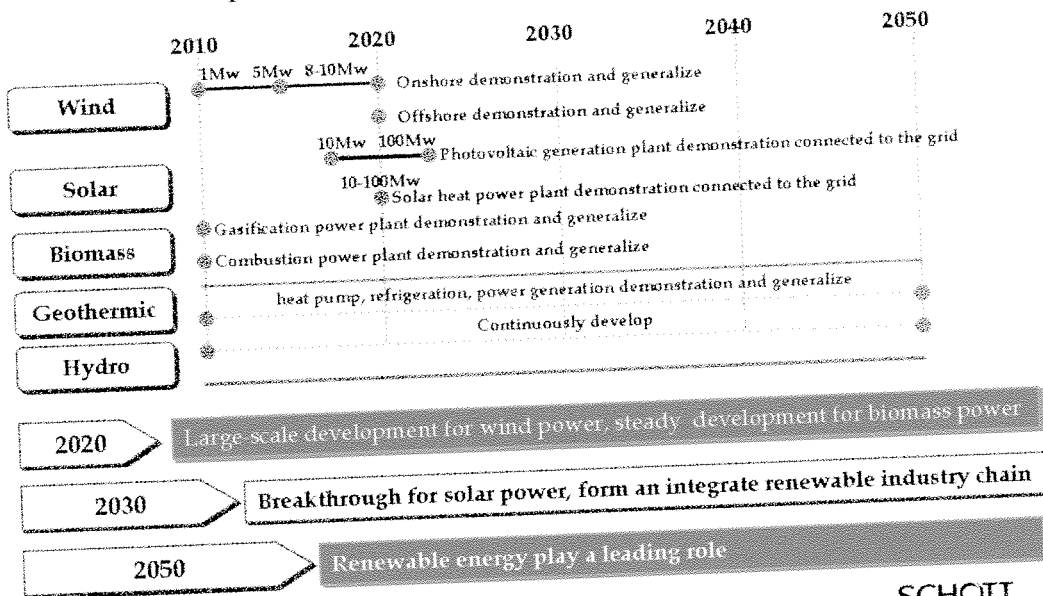 2010 2020 2030 2040 2050
1Mw 5Mw 8-10Mw
Onshore demonstration and generalize
Wind
Offshore demonstration and generalize
10Mw 100Mw
Photovoltaic generation plant demonstration connected to the grid
10-100Mw
Solar
Solar heat power plant demonstration connected to the grid
Gasification power plant demonstration and generalize
Biomass
Combustion power plant demonstration and generalize
heat pump, refrigeration, power generation demonstration and generalize
Geothermic
Continuously develop
Hydro
2020 Large-scale development for wind power, steady development for biomass power
2030 Breakthrough for solar power, form an integrate renewable industry chain
2050 Renewable energy play a leading role
SCHOTT